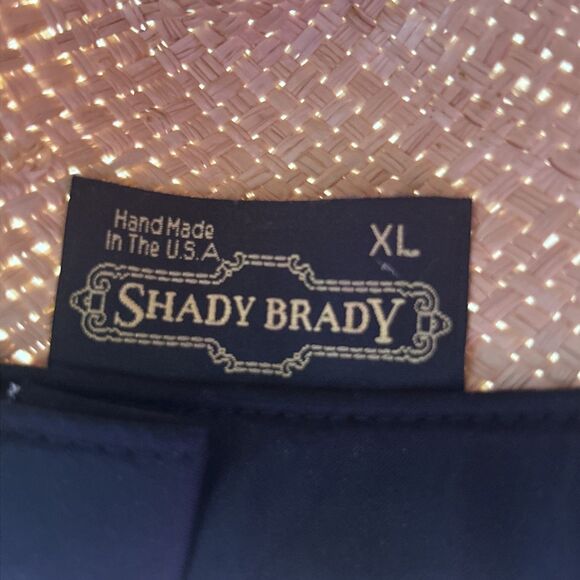 Hand Made
In The U.S.A
XL
SHADY BRADY